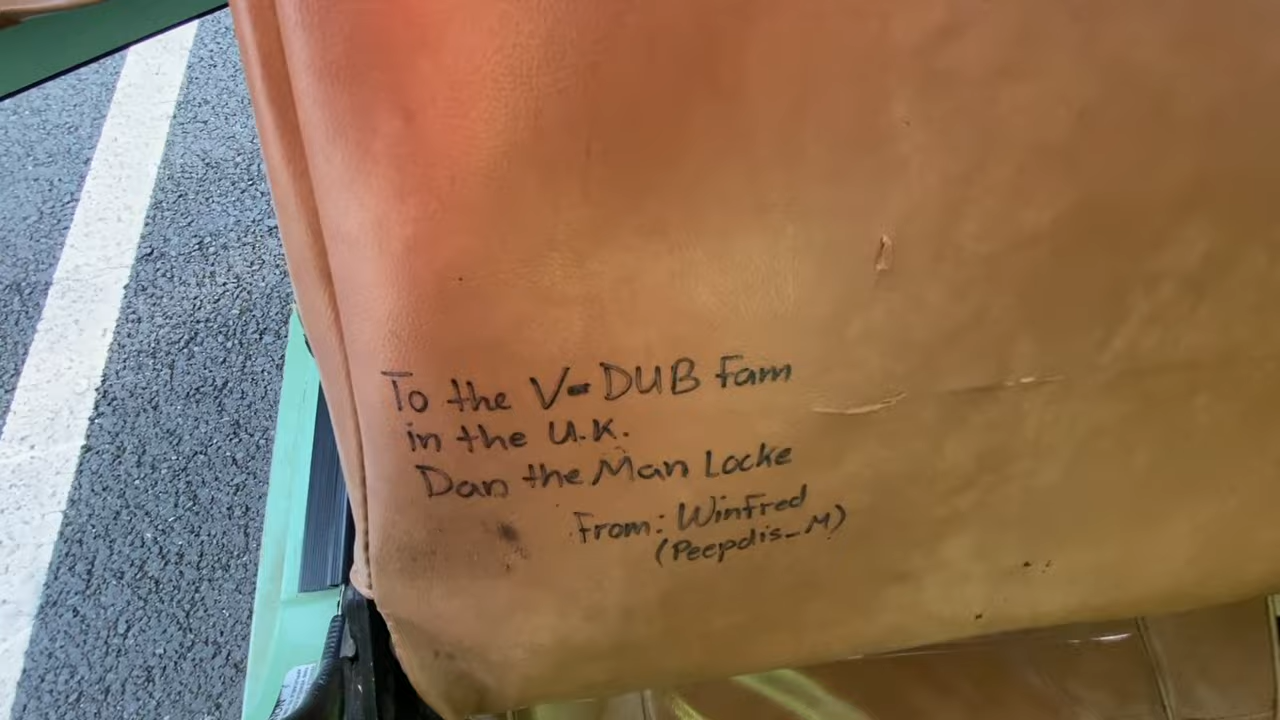 To the V-DUB fam
in the U.K.
Dan the Man Locke
From: Winfred
(Peepdis_M)